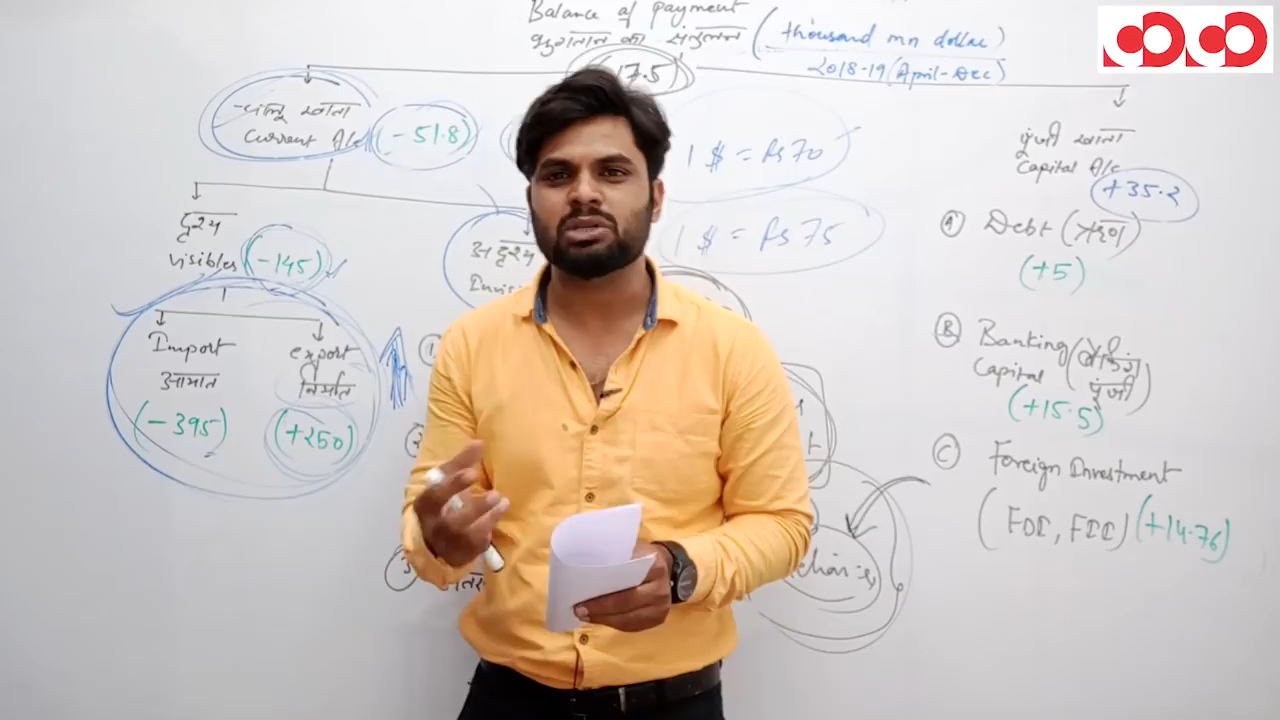 Balance of payment
भुगतान का संतुलन
(thousand mn dollar)
2018-19 (April-Dec)
(17.5)
चालू खाता
Current A/c
(-51.8)
1 $ = Rs 70
1 $ = Rs 75
पूंजी खाता
Capital A/c
+35.2
दृश्य
visibles
(-145)
अदृश्य
Import
आयात
(-395)
export
निर्यात
(+250)
A Debt (ऋण)
(+5)
B Banking Capital (बैंकिंग पूंजी)
(+15.5)
C Foreign Investment
(FDI, FII) (+14.76)